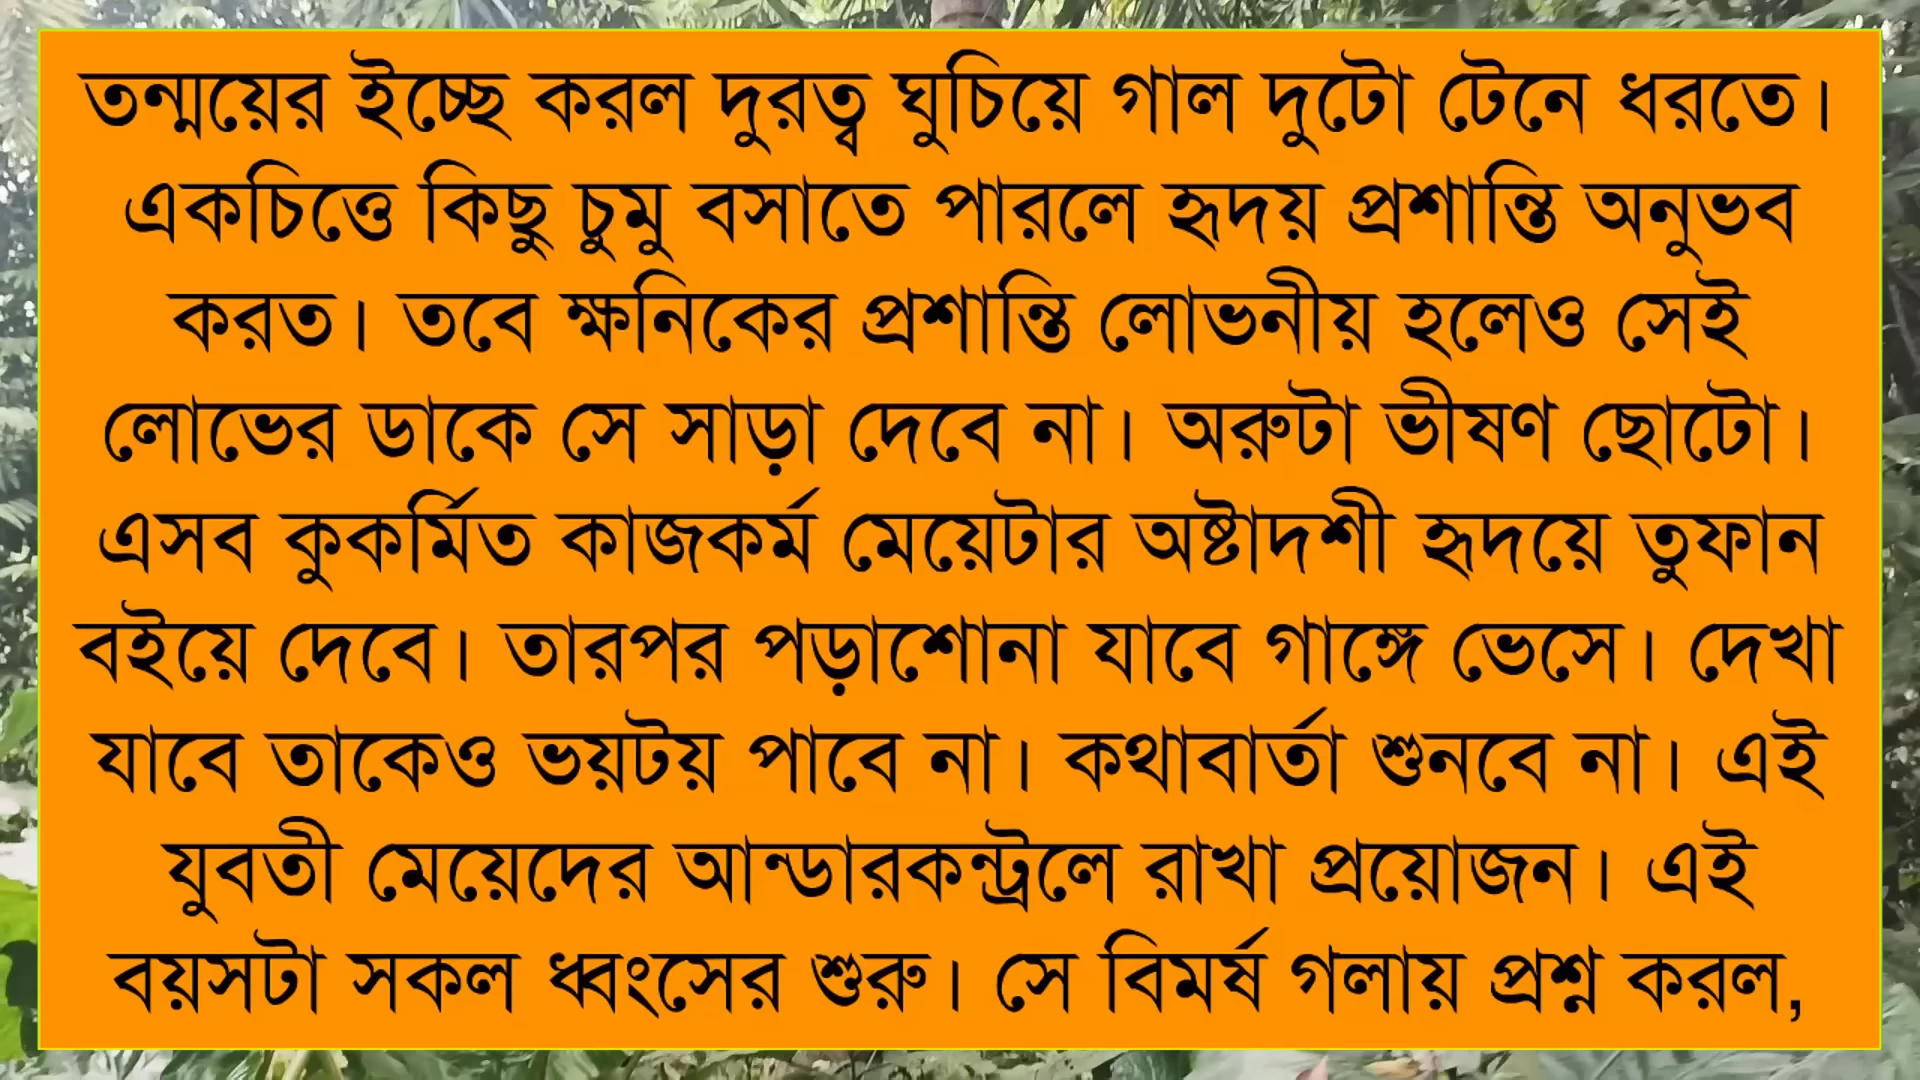 তন্ময়ের ইচ্ছে করল দুরত্ব ঘুচিয়ে গাল দুটো টেনে ধরতে।
একচিত্তে কিছু চুমু বসাতে পারলে হৃদয় প্রশান্তি অনুভব
করত। তবে ক্ষনিকের প্রশান্তি লোভনীয় হলেও সেই
লোভের ডাকে সে সাড়া দেবে না। অরুটা ভীষণ ছোটো।
এসব কুকর্মিত কাজকর্ম মেয়েটার অষ্টাদশী হৃদয়ে তুফান
বইয়ে দেবে। তারপর পড়াশোনা যাবে গাঙ্গে ভেসে। দেখা
যাবে তাকেও ভয়টয় পাবে না। কথাবার্তা শুনবে না। এই
যুবতী মেয়েদের আন্ডারকন্ট্রলে রাখা প্রয়োজন। এই
বয়সটা সকল ধ্বংসের শুরু। সে বিমর্ষ গলায় প্রশ্ন করল,